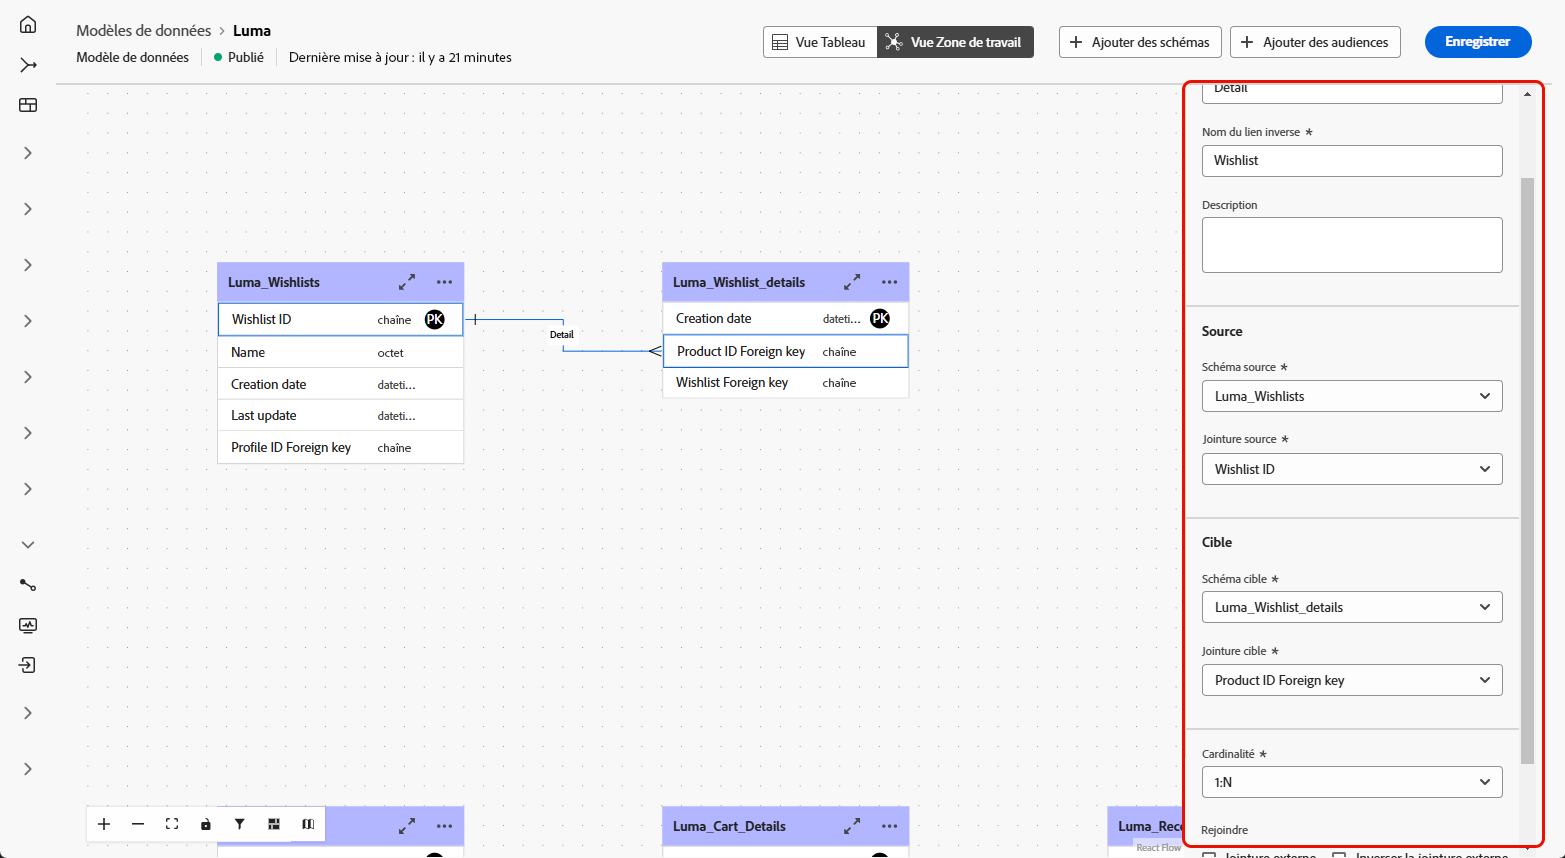 Modèles de données > Luma
Modèle de données
Publié
Dernière mise à jour : il y a 21 minutes
Vue Tableau
Vue Zone de travail
Ajouter des schémas
Ajouter des audiences
Enregistrer
Luma_Wishlists
Wishlist ID chaîne PK
Name octet
Creation date dateti...
Last update dateti...
Profile ID Foreign key chaîne
Detail
Luma_Wishlist_details
Creation date dateti... PK
Product ID Foreign key chaîne
Wishlist Foreign key chaîne
Luma_Cart_Details
Luma_Rec
React Flow
Detail
Nom du lien inverse *
Wishlist
Description
Source
Schéma source *
Luma_Wishlists
Jointure source *
Wishlist ID
Cible
Schéma cible *
Luma_Wishlist_details
Jointure cible *
Product ID Foreign key
Cardinalité *
1:N
Rejoindre
Jointure externe
Inverser la jointure externe